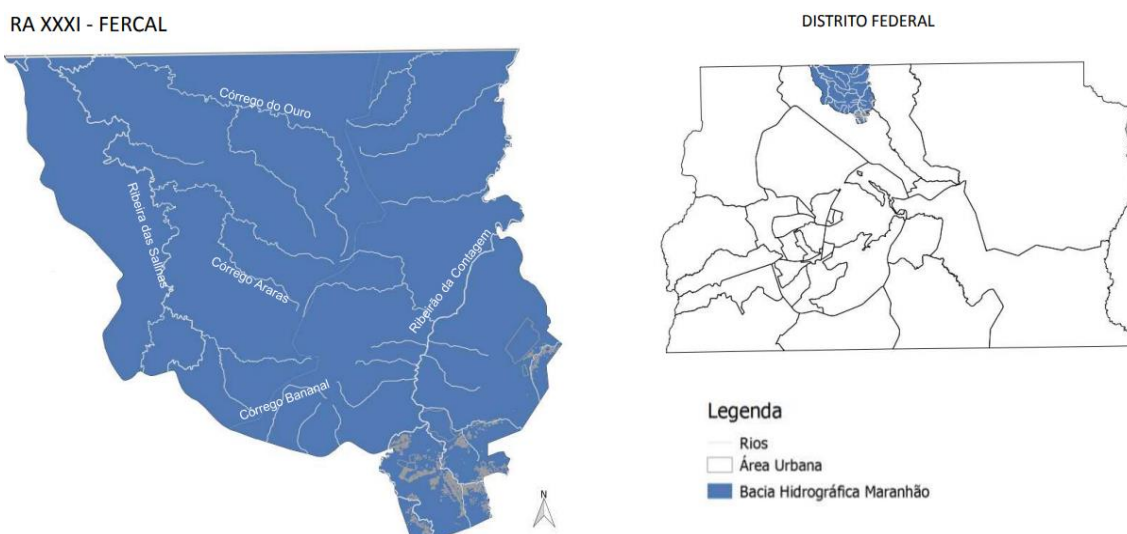 RA XXXI - FERCAL
DISTRITO FEDERAL
Córrego do Ouro
Ribeira das Salinas
Córrego Araras
Ribeirão da Contagem
Córrego Bananal
N
Legenda
Rios
Área Urbana
Bacia Hidrográfica Maranhão